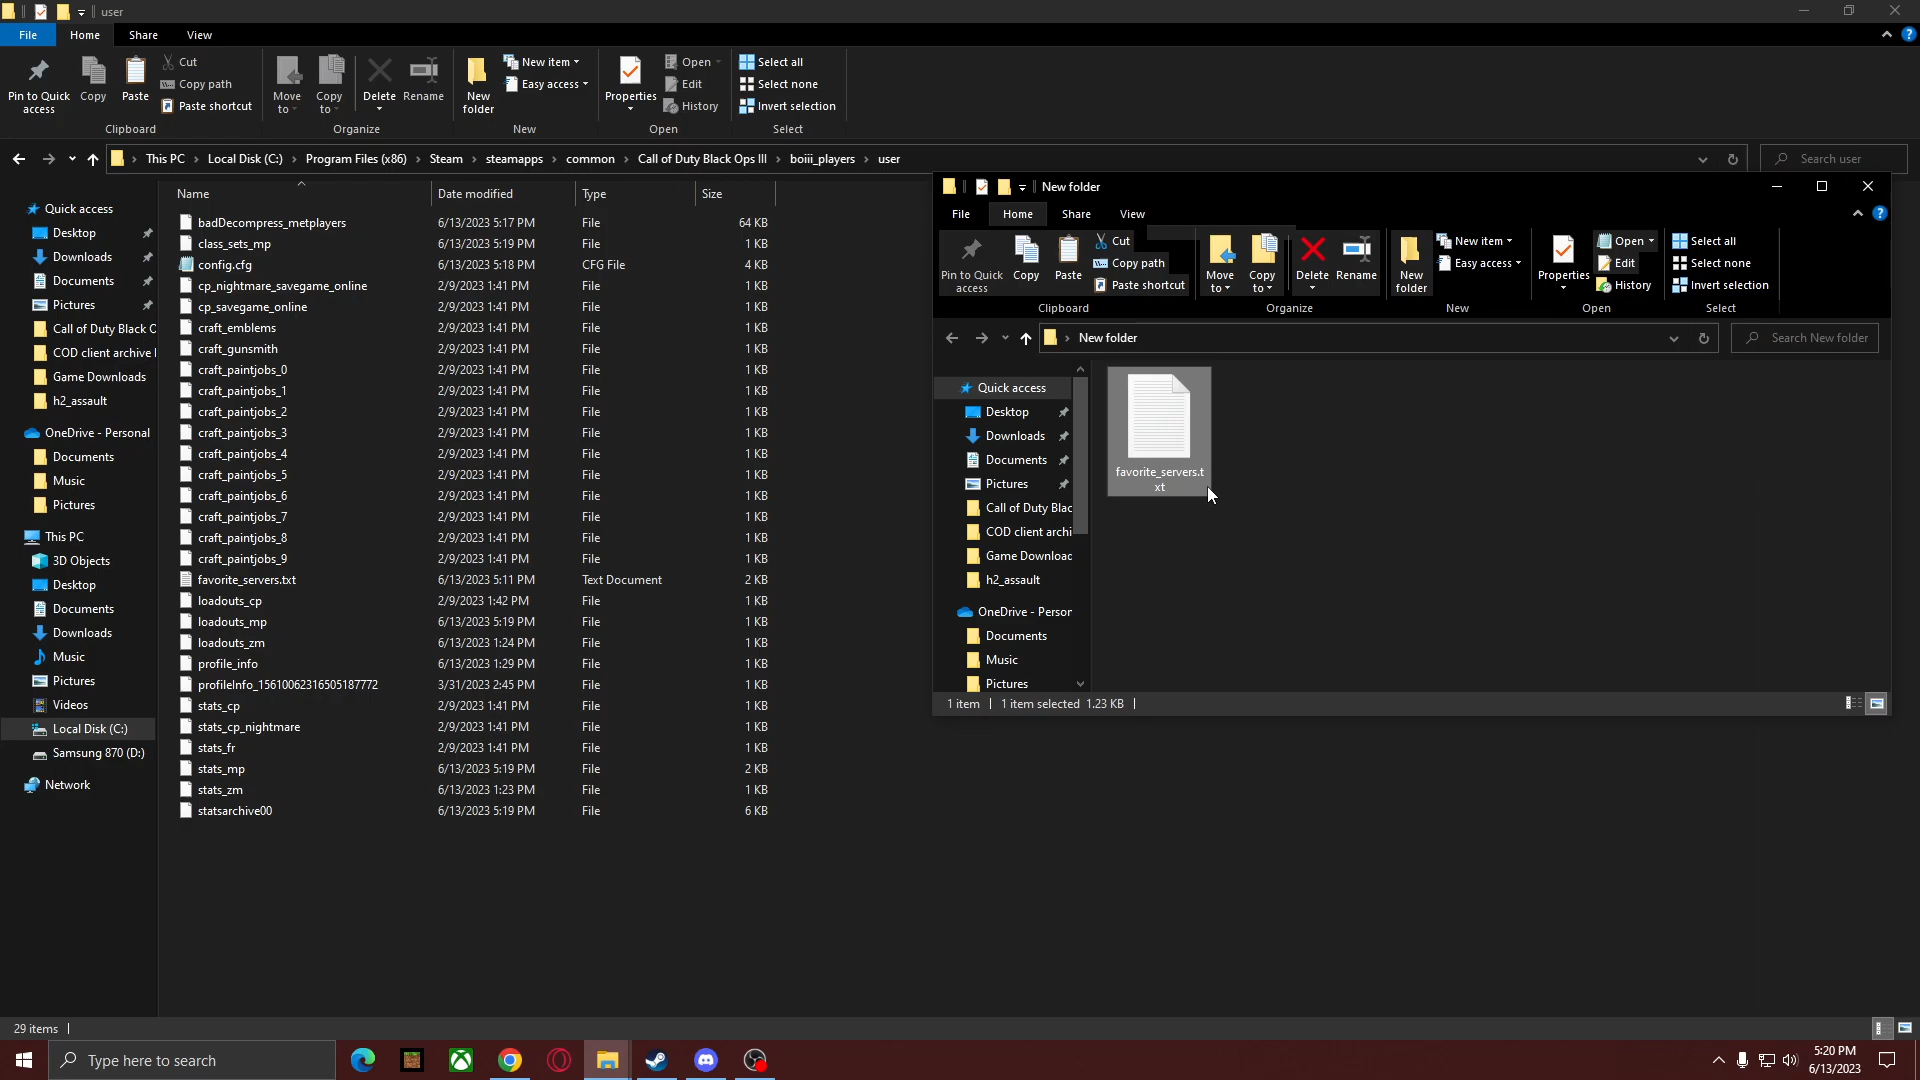 user
File Home Share View
Pin to Quick access Copy Paste Cut Copy path Paste shortcut Clipboard
Move to Copy to Delete Rename Organize
New folder New item Easy access New
Properties Open Edit History Open
Select all Select none Invert selection Select
This PC Local Disk (C:) Program Files (x86) Steam steamapps common Call of Duty Black Ops III boiii_players user
Search user
Quick access
Desktop
Downloads
Documents
Pictures
Call of Duty Black O
COD client archive
Game Downloads
h2_assault
OneDrive - Personal
Documents
Music
Pictures
This PC
3D Objects
Desktop
Documents
Downloads
Music
Pictures
Videos
Local Disk (C:)
Samsung 870 (D:)
Network
Name Date modified Type Size
badDecompress_metplayers 6/13/2023 5:17 PM File 64 KB
class_sets_mp 6/13/2023 5:19 PM File 1 KB
config.cfg 6/13/2023 5:18 PM CFG File 4 KB
cp_nightmare_savegame_online 2/9/2023 1:41 PM File 1 KB
cp_savegame_online 2/9/2023 1:41 PM File 1 KB
craft_emblems 2/9/2023 1:41 PM File 1 KB
craft_gunsmith 2/9/2023 1:41 PM File 1 KB
craft_paintjobs_0 2/9/2023 1:41 PM File 1 KB
craft_paintjobs_1 2/9/2023 1:41 PM File 1 KB
craft_paintjobs_2 2/9/2023 1:41 PM File 1 KB
craft_paintjobs_3 2/9/2023 1:41 PM File 1 KB
craft_paintjobs_4 2/9/2023 1:41 PM File 1 KB
craft_paintjobs_5 2/9/2023 1:41 PM File 1 KB
craft_paintjobs_6 2/9/2023 1:41 PM File 1 KB
craft_paintjobs_7 2/9/2023 1:41 PM File 1 KB
craft_paintjobs_8 2/9/2023 1:41 PM File 1 KB
craft_paintjobs_9 2/9/2023 1:41 PM File 1 KB
favorite_servers.txt 6/13/2023 5:11 PM Text Document 2 KB
loadouts_cp 2/9/2023 1:42 PM File 1 KB
loadouts_mp 6/13/2023 5:19 PM File 1 KB
loadouts_zm 6/13/2023 1:24 PM File 1 KB
profile_info 6/13/2023 1:29 PM File 1 KB
profileInfo_15610062316505187772 3/31/2023 2:45 PM File 1 KB
stats_cp 2/9/2023 1:41 PM File 1 KB
stats_cp_nightmare 2/9/2023 1:41 PM File 1 KB
stats_fr 2/9/2023 1:41 PM File 1 KB
stats_mp 6/13/2023 5:19 PM File 2 KB
stats_zm 6/13/2023 1:23 PM File 1 KB
statsarchive00 6/13/2023 5:19 PM File 6 KB
New folder
File Home Share View
Pin to Quick access Copy Paste Cut Copy path Paste shortcut Clipboard
Move to Copy to Delete Rename Organize
New folder New item Easy access New
Properties Open Edit History Open
Select all Select none Invert selection Select
New folder
Search New folder
Quick access
Desktop
Downloads
Documents
Pictures
Call of Duty Blac
COD client archi
Game Download
h2_assault
OneDrive - Person
Documents
Music
Pictures
favorite_servers.t
xt
1 item 1 item selected 1.23 KB
29 items
Type here to search
5:20 PM
6/13/2023